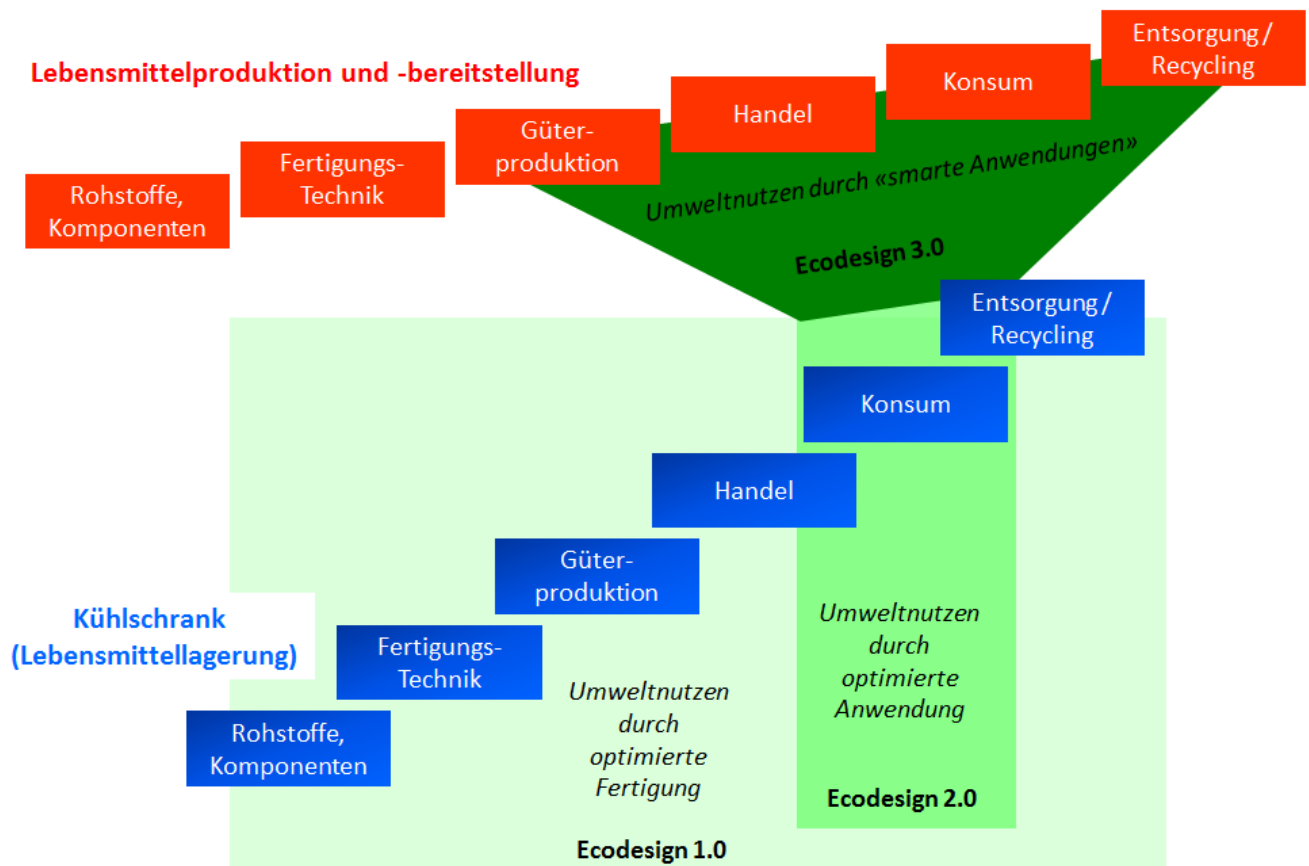 Lebensmittelproduktion und -bereitstellung
Rohstoffe,
Komponenten
Fertigungs-
Technik
Güter-
produktion
Handel
Konsum
Entsorgung /
Recycling
Umweltnutzen durch «smarte Anwendungen»
Ecodesign 3.0
Kühlschrank
(Lebensmittellagerung)
Rohstoffe,
Komponenten
Fertigungs-
Technik
Güter-
produktion
Handel
Konsum
Entsorgung /
Recycling
Umweltnutzen
durch
optimierte
Fertigung
Ecodesign 1.0
Umweltnutzen
durch
optimierte
Anwendung
Ecodesign 2.0